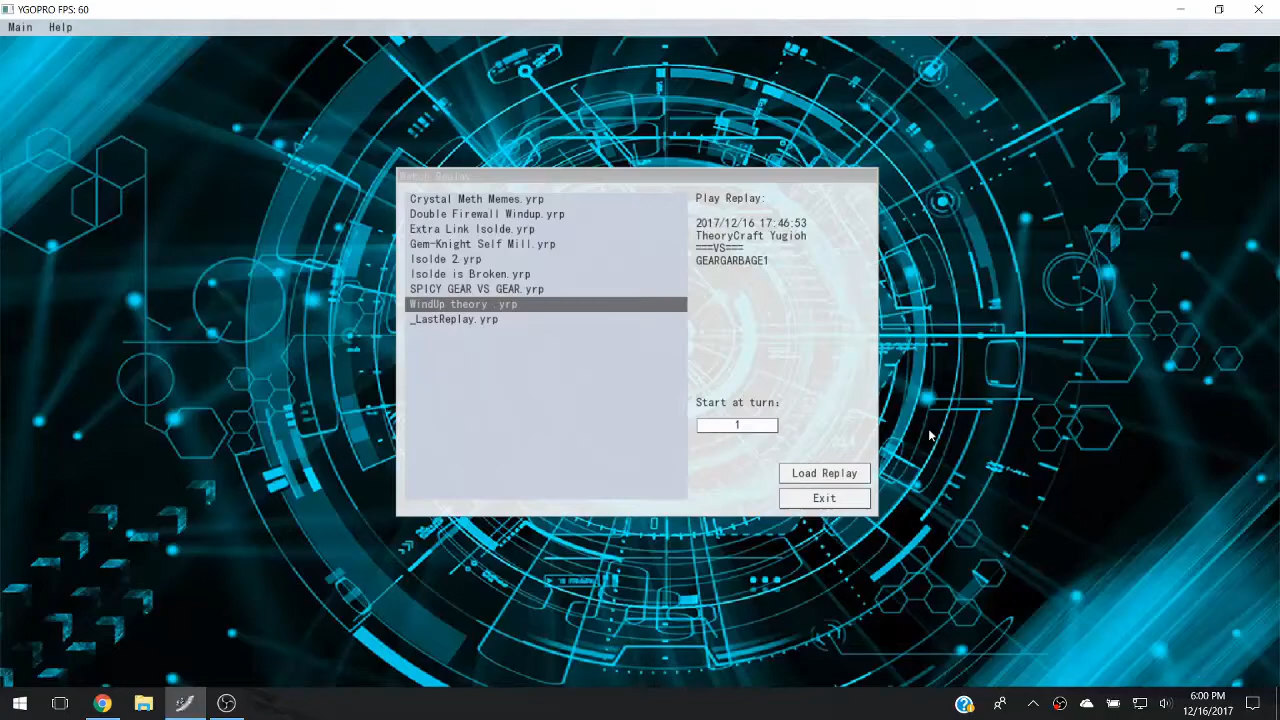 YGOPRO FPS: 60
Main Help
Watch Replay
Crystal Meth Memes.yrp
Double Firewall Windup.yrp
Extra Link Isolde.yrp
Gem-Knight Self Mill.yrp
Isolde 2.yrp
Isolde is Broken.yrp
SPICY GEAR VS GEAR.yrp
WindUp theory .yrp
_LastReplay.yrp
Play Replay:
2017/12/16 17:46:53
TheoryCraft Yugioh
===VS===
GEARGARBAGE1
Start at turn:
1
Load Replay
Exit
6:00 PM
12/16/2017